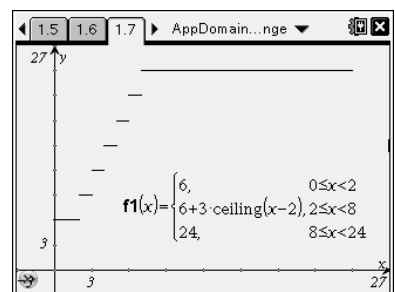 1.5 1.6 1.7 AppDomain...nge
27 y
6, 0≤x<2
f1(x)= 6+3·ceiling(x−2), 2≤x<8
24, 8≤x<24
3
x
3 27